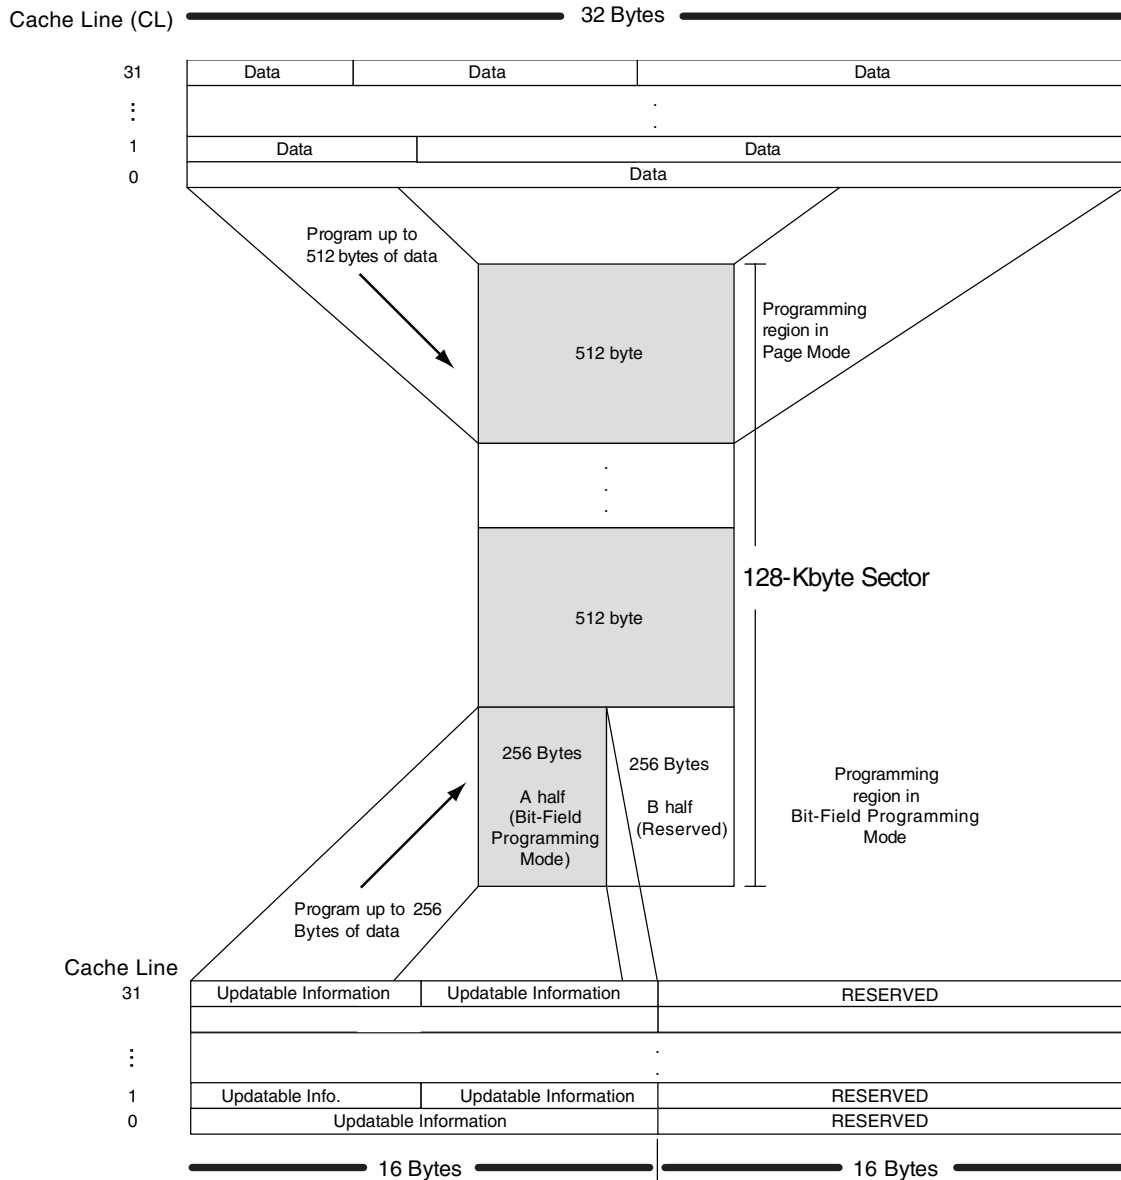 Cache Line (CL)
32 Bytes
31
Data
Data
Data
⋮
.
.
1
Data
Data
0
Data
Program up to
512 bytes of data
512 byte
Programming
region in
Page Mode
.
.
.
128-Kbyte Sector
512 byte
256 Bytes
A half
(Bit-Field
Programming
Mode)
256 Bytes
B half
(Reserved)
Programming
region in
Bit-Field Programming
Mode
Program up to 256
Bytes of data
Cache Line
31
Updatable Information
Updatable Information
RESERVED
⋮
.
.
1
Updatable Info.
Updatable Information
RESERVED
0
Updatable Information
RESERVED
16 Bytes
16 Bytes